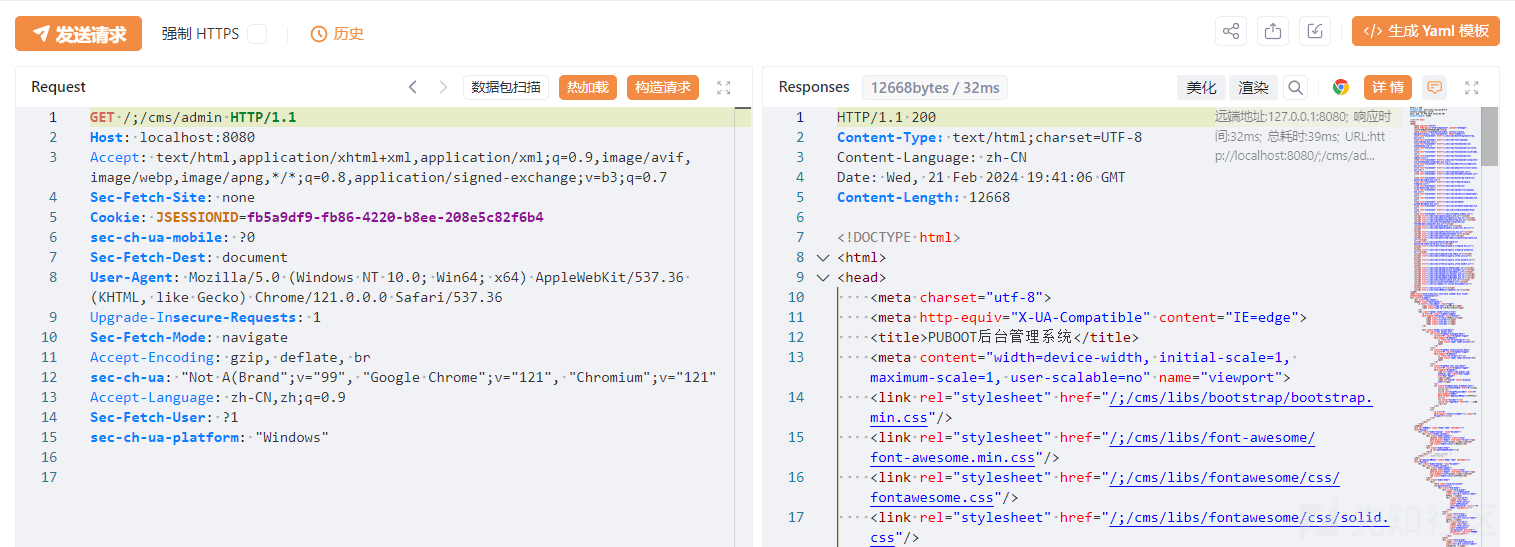 发送请求 强制 HTTPS 历史 </> 生成 Yaml 模板
Request 数据包扫描 热加载 构造请求
1 GET /;/cms/admin HTTP/1.1
2 Host: localhost:8080
3 Accept: text/html,application/xhtml+xml,application/xml;q=0.9,image/avif,
image/webp,image/apng,*/*;q=0.8,application/signed-exchange;v=b3;q=0.7
4 Sec-Fetch-Site: none
5 Cookie: JSESSIONID=fb5a9df9-fb86-4220-b8ee-208e5c82f6b4
6 sec-ch-ua-mobile: ?0
7 Sec-Fetch-Dest: document
8 User-Agent: Mozilla/5.0 (Windows NT 10.0; Win64; x64) AppleWebKit/537.36
(KHTML, like Gecko) Chrome/121.0.0.0 Safari/537.36
9 Upgrade-Insecure-Requests: 1
10 Sec-Fetch-Mode: navigate
11 Accept-Encoding: gzip, deflate, br
12 sec-ch-ua: "Not A(Brand";v="99", "Google Chrome";v="121", "Chromium";v="121"
13 Accept-Language: zh-CN,zh;q=0.9
14 Sec-Fetch-User: ?1
15 sec-ch-ua-platform: "Windows"
16
17
Responses 12668bytes / 32ms 美化 渲染 详情
远端地址:127.0.0.1:8080; 响应时
间:32ms; 总耗时:39ms; URL:htt
p://localhost:8080/;/cms/ad...
1 HTTP/1.1 200
2 Content-Type: text/html;charset=UTF-8
3 Content-Language: zh-CN
4 Date: Wed, 21 Feb 2024 19:41:06 GMT
5 Content-Length: 12668
6
7 <!DOCTYPE html>
8 <html>
9 <head>
10 <meta charset="utf-8">
11 <meta http-equiv="X-UA-Compatible" content="IE=edge">
12 <title>PUBOOT后台管理系统</title>
13 <meta content="width=device-width, initial-scale=1,
maximum-scale=1, user-scalable=no" name="viewport">
14 <link rel="stylesheet" href="/;/cms/libs/bootstrap/bootstrap.
min.css"/>
15 <link rel="stylesheet" href="/;/cms/libs/font-awesome/
font-awesome.min.css"/>
16 <link rel="stylesheet" href="/;/cms/libs/fontawesome/css/
fontawesome.css"/>
17 <link rel="stylesheet" href="/;/cms/libs/fontawesome/css/solid.
css"/>